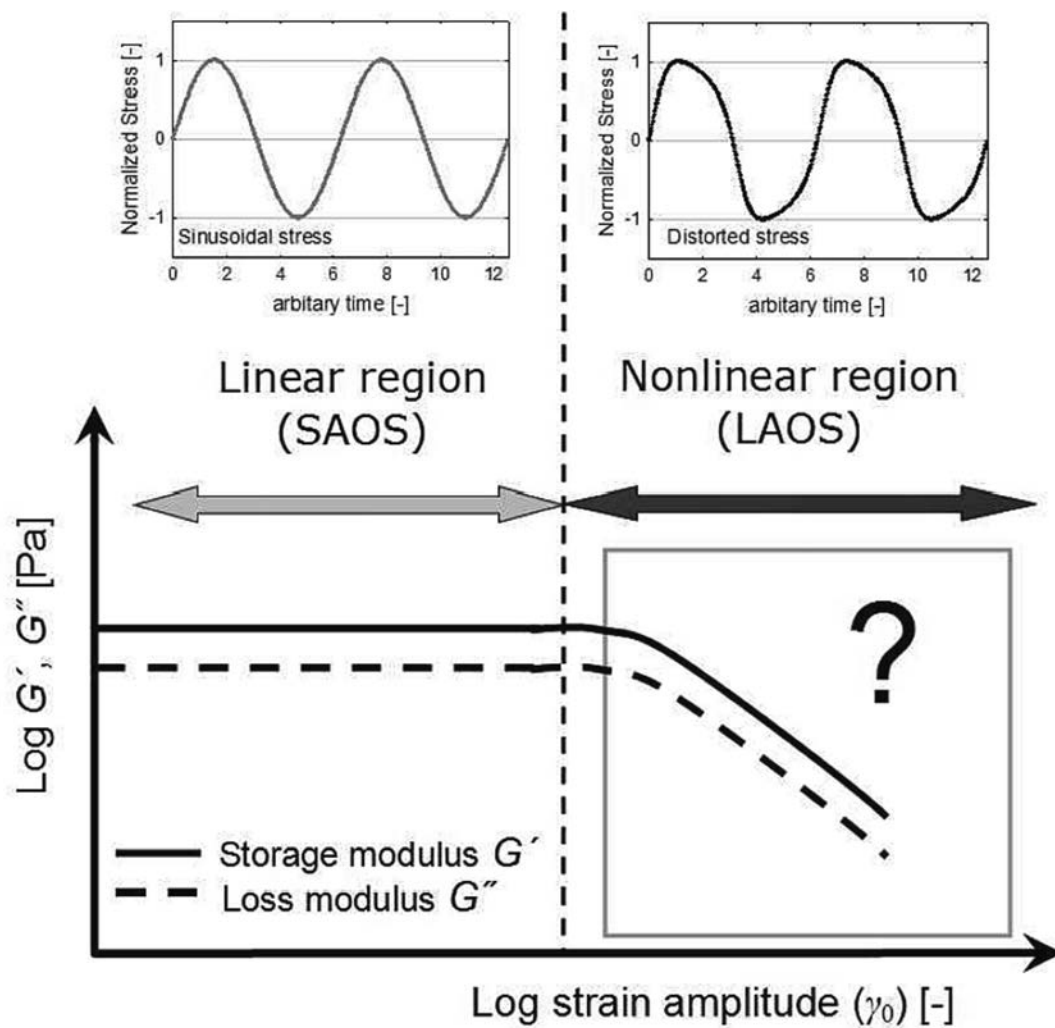 Normalized Stress [-]
1
0
-1
Sinusoidal stress
0 2 4 6 8 10 12
arbitary time [-]
Normalized Stress [-]
1
0
-1
Distorted stress
0 2 4 6 8 10 12
arbitary time [-]
Linear region
(SAOS)
Nonlinear region
(LAOS)
Log G′, G″ [Pa]
?
Storage modulus G′
Loss modulus G″
Log strain amplitude (γ₀) [-]